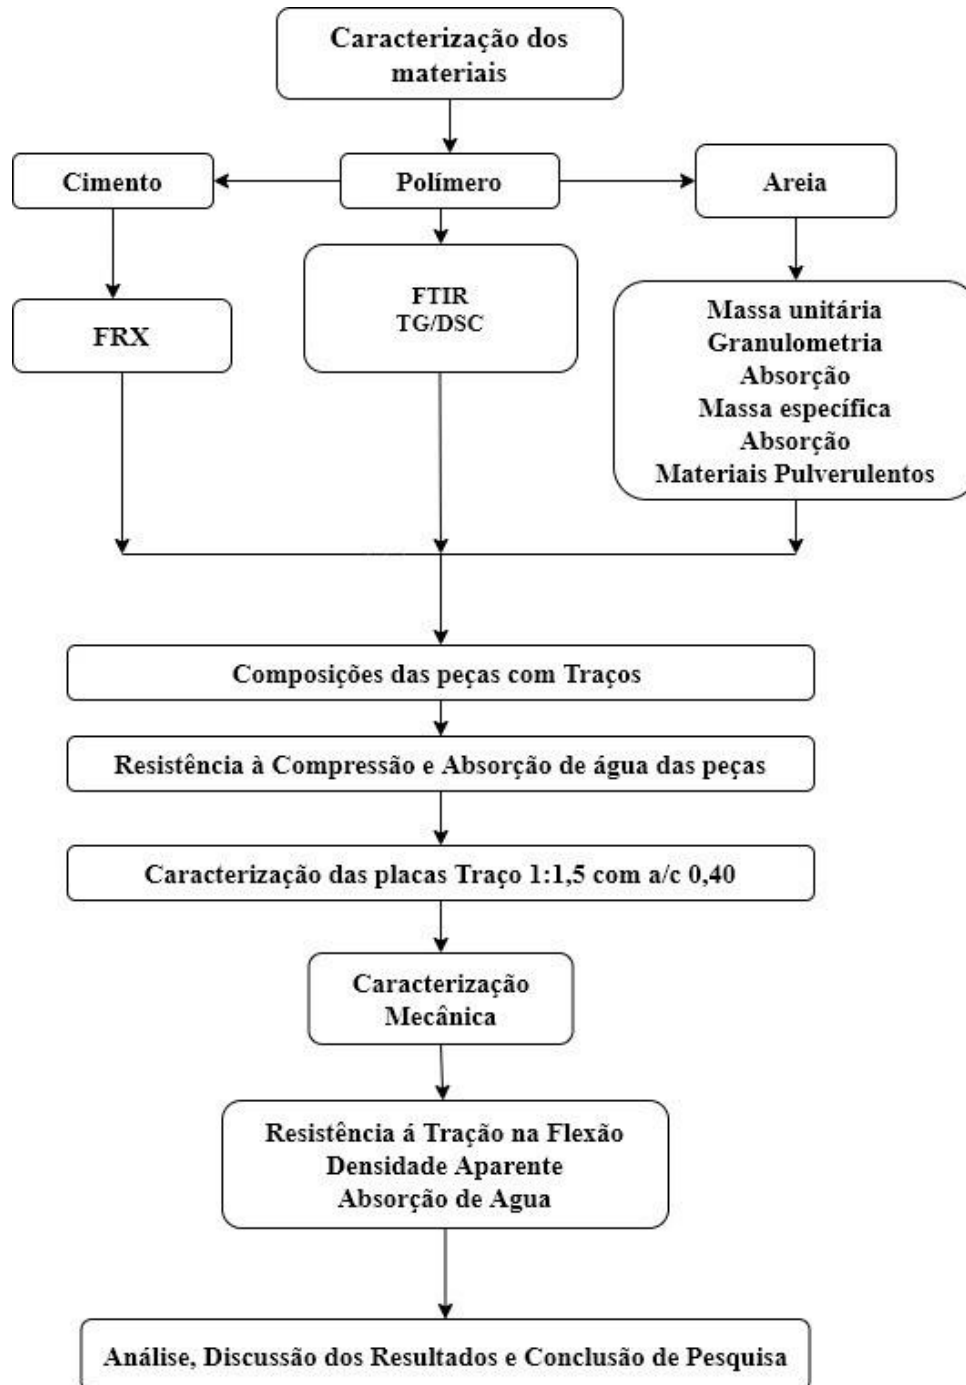 Caracterização dos
materiais
Cimento
Polímero
Areia
FRX
FTIR
TG/DSC
Massa unitária
Granulometria
Absorção
Massa específica
Absorção
Materiais Pulverulentos
Composições das peças com Traços
Resistência à Compressão e Absorção de água das peças
Caracterização das placas Traço 1:1,5 com a/c 0,40
Caracterização
Mecânica
Resistência á Tração na Flexão
Densidade Aparente
Absorção de Agua
Análise, Discussão dos Resultados e Conclusão de Pesquisa